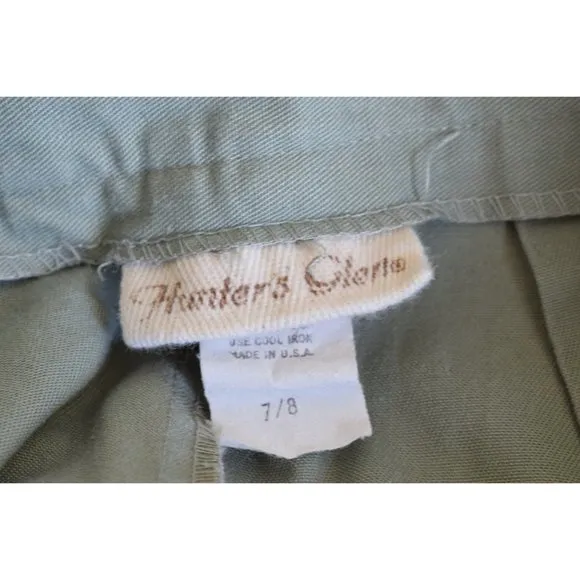 Hunter's Glen®
USE COOL IRON
MADE IN U.S.A.
7/8